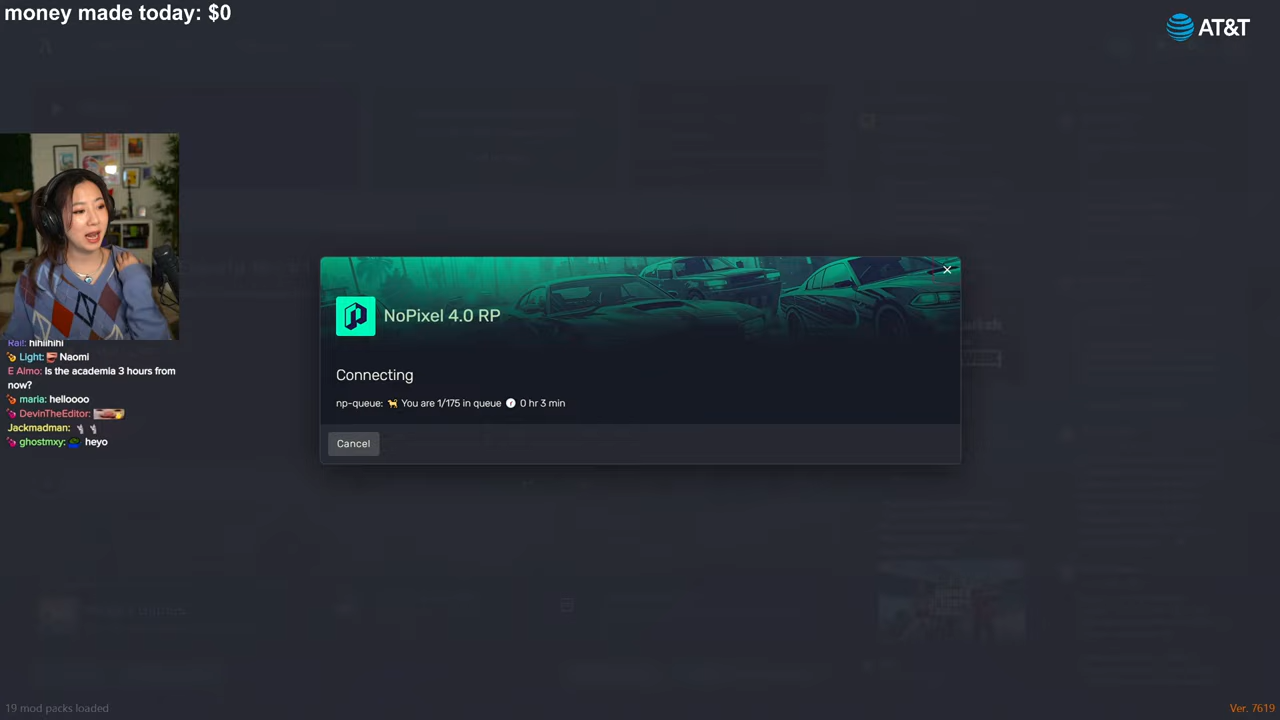 money made today: $0
AT&T
NoPixel 4.0 RP
Connecting
np-queue: 🐕 You are 1/175 in queue 🕒 0 hr 3 min
Cancel
Rail: hihihihi
Light: Naomi
E Almo: Is the academia 3 hours from
now?
maria: helloooo
DevinTheEditor:
Jackmadman:
ghostmxy: heyo
19 mod packs loaded
Ver. 7619